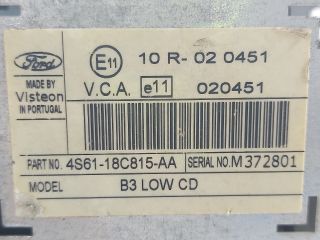 Ford
E11 10 R- 02 0451
MADE BY
Visteon
IN PORTUGAL
V.C.A. e11 020451
PART NO. 4S61-18C815-AA SERIAL NO. M372801
MODEL B3 LOW CD